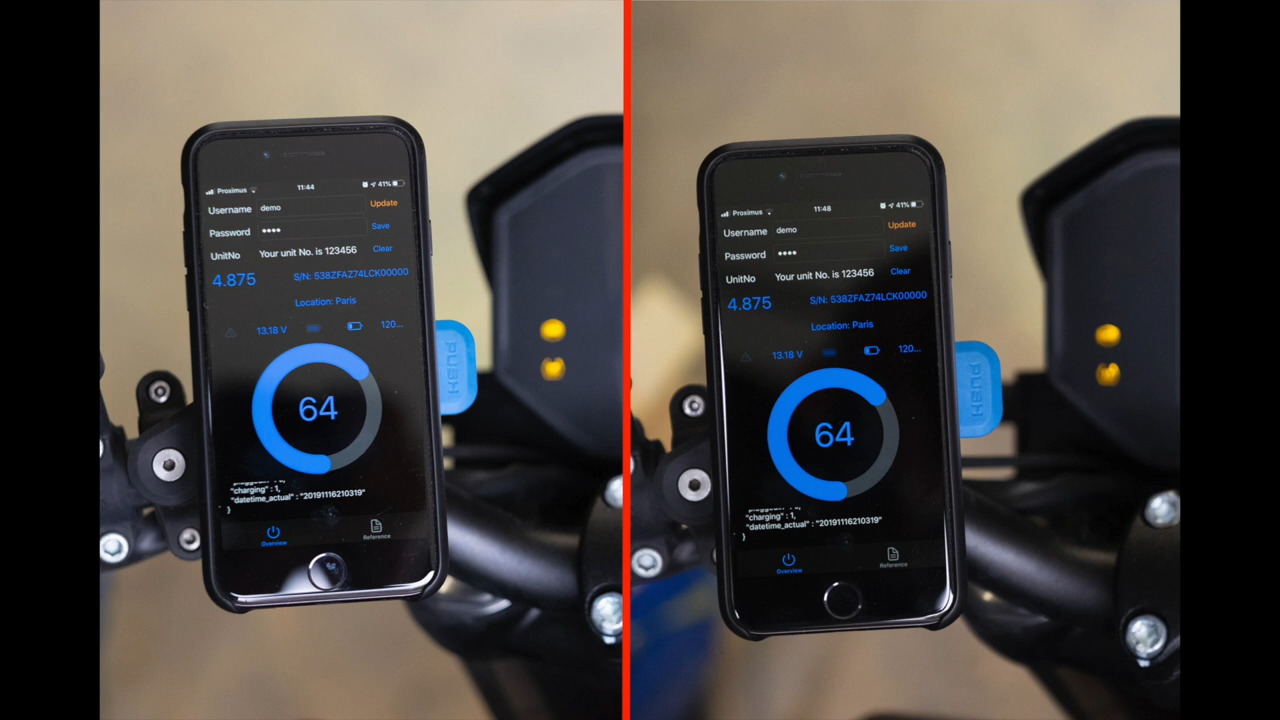 Proximus 11:44 41%
Username demo Update
Password •••• Save
UnitNo Your unit No. is 123456 Clear
4.875 S/N: 538ZFAZ74LCK00000
Location: Paris
13.18 V 120...
64
"charging" : 1,
"datetime_actual" : "20191116210319"
}
Overview Reference
PUSH
Proximus 11:48 41%
Username demo Update
Password •••• Save
UnitNo Your unit No. is 123456 Clear
4.875 S/N: 538ZFAZ74LCK00000
Location: Paris
13.18 V 120...
64
"charging" : 1,
"datetime_actual" : "20191116210319"
}
Overview Reference
PUSH